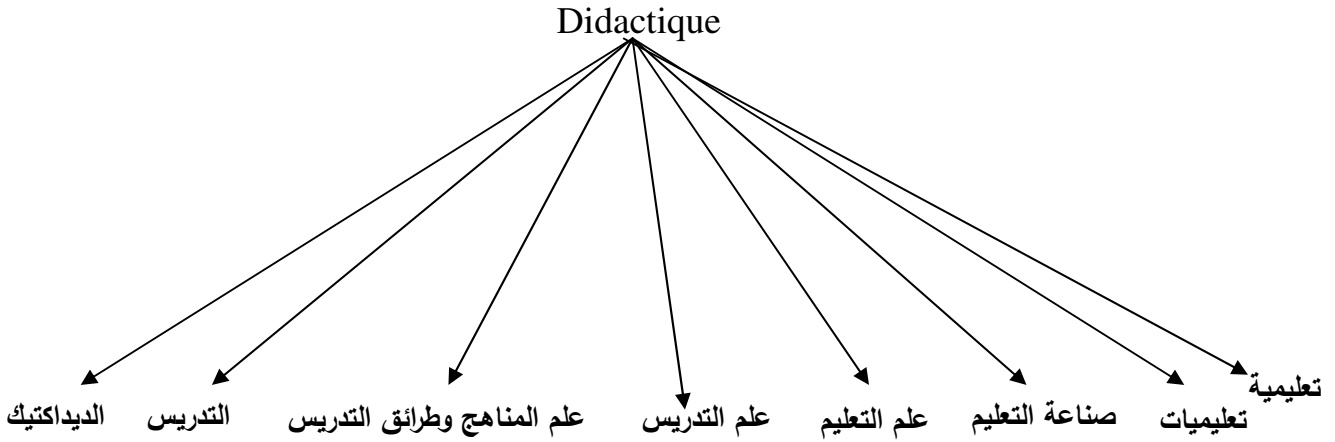 Didactique
تعليمية
تعليميات
صناعة التعليم
علم التعليم
علم التدريس
علم المناهج وطرائق التدريس
التدريس
الديداكتيك